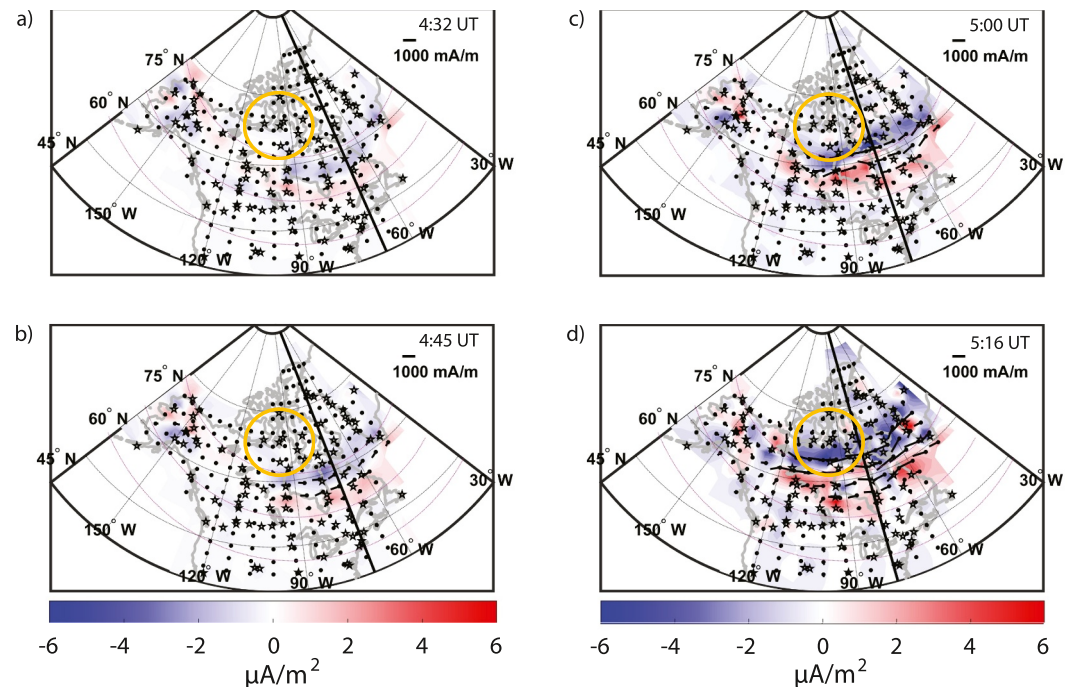 a)
4:32 UT
1000 mA/m
75° N
60° N
45° N
30° W
150° W
60° W
120° W
90° W
c)
5:00 UT
1000 mA/m
75° N
60° N
45° N
30° W
150° W
60° W
120° W
90° W
b)
4:45 UT
1000 mA/m
75° N
60° N
45° N
30° W
150° W
60° W
120° W
90° W
d)
5:16 UT
1000 mA/m
75° N
60° N
45° N
30° W
150° W
60° W
120° W
90° W
-6 -4 -2 0 2 4 6
µA/m²
-6 -4 -2 0 2 4 6
µA/m²